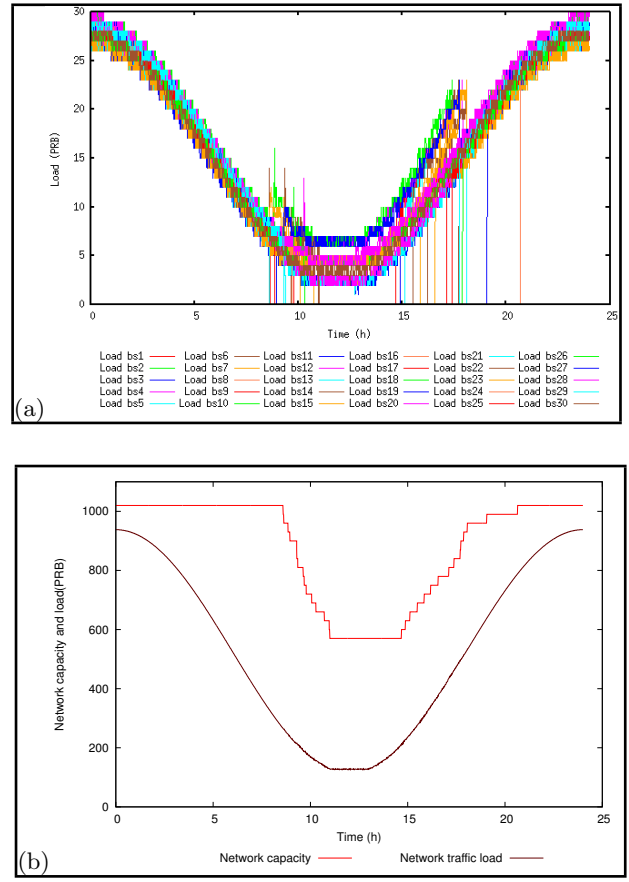 30
25
20
15
10
5
0
Load (PRB)
0 5 10 15 20 25
Time (h)
Load bs1 Load bs6 Load bs11 Load bs16 Load bs21 Load bs26
Load bs2 Load bs7 Load bs12 Load bs17 Load bs22 Load bs27
Load bs3 Load bs8 Load bs13 Load bs18 Load bs23 Load bs28
Load bs4 Load bs9 Load bs14 Load bs19 Load bs24 Load bs29
Load bs5 Load bs10 Load bs15 Load bs20 Load bs25 Load bs30
(a)
1000
800
600
400
200
0
Network capacity and load(PRB)
0 5 10 15 20 25
Time (h)
Network capacity Network traffic load
(b)